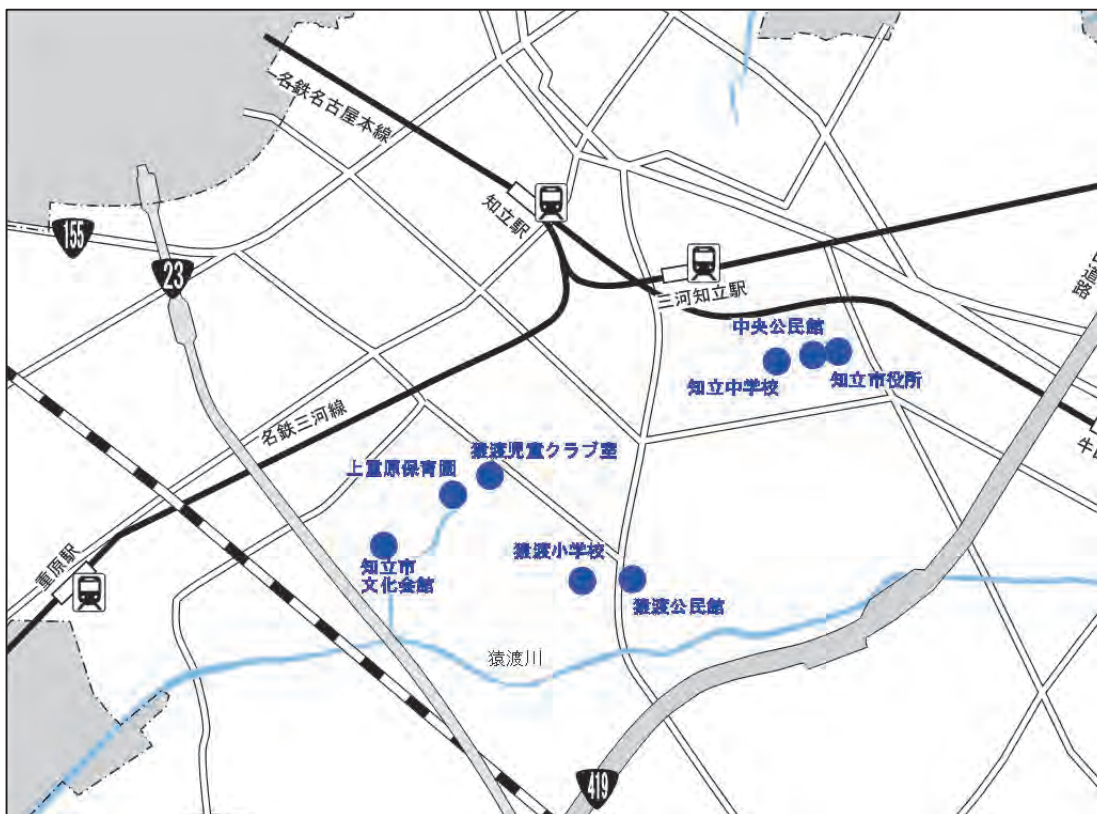 名鉄名古屋本線
知立駅
155
23
三河知立駅
道路
中央公民館
知立中学校
知立市役所
名鉄三河線
猿渡児童クラブ室
上重原保育園
重原駅
知立市
文化会館
猿渡小学校
猿渡公民館
猿渡川
419